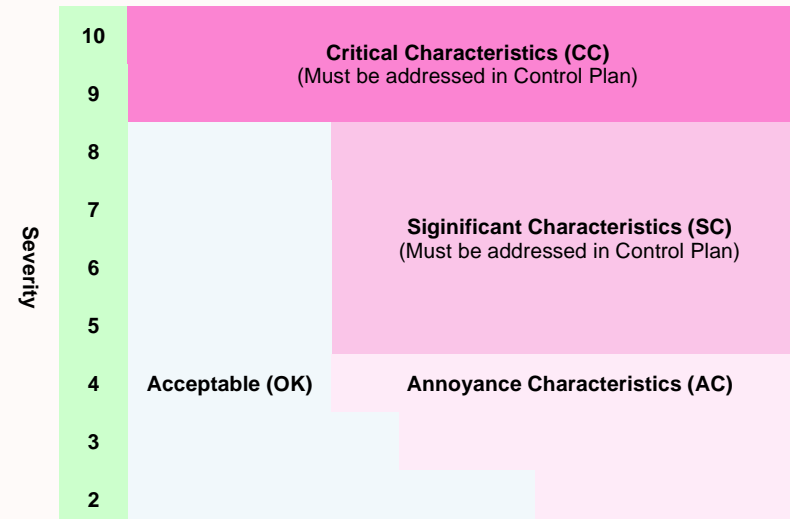 10
Critical Characteristics (CC)
(Must be addressed in Control Plan)
9
8
7
Siginificant Characteristics (SC)
(Must be addressed in Control Plan)
Severity
6
5
4
Acceptable (OK)
Annoyance Characteristics (AC)
3
2